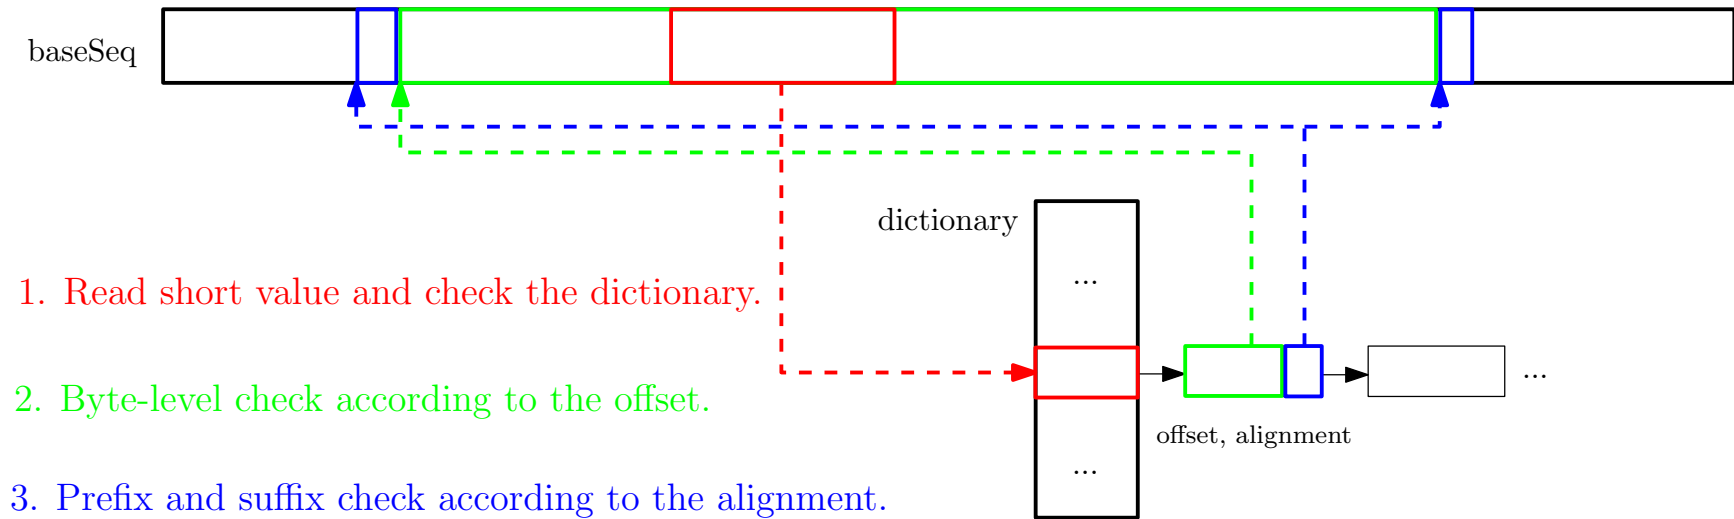 baseSeq
dictionary
...
1. Read short value and check the dictionary.
...
2. Byte-level check according to the offset.
offset, alignment
...
3. Prefix and suffix check according to the alignment.